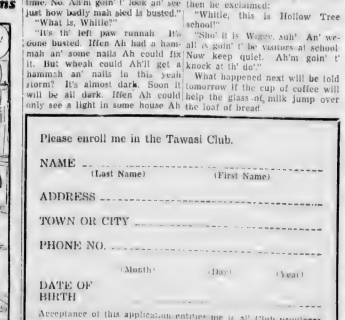 ms
time. No. Ah'm goin' t' look an' see
just how badly mah sled is busted."
"What is, Whitie?"
"It's th' left paw runnah It's
gone busted. Iffen Ah had a ham-
mah an' some nails Ah could fix
it. But wheah could Ah'll get a
hammah an' nails in this yeah
storm? It's almost dark. Soon it
will be all dark. Iffen Ah could
only see a light in some house Ah
then he exclaimed:
"Whitie, this is Hollow Tree
school."
"Sho' it is Waggy, suh' An' we-
all is goin' t' be visitors at school
Now keep quiet. Ah'm goin' t'
knock at th' do'."
What happened next will be told
tomorrow if the cup of coffee will
help the glass of milk jump over
the loaf of bread.
Please enroll me in the Tawasi Club.
NAME
(Last Name) (First Name)
ADDRESS
TOWN OR CITY
PHONE NO.
(Month) (Day) (Year)
DATE OF
BIRTH
Acceptance of this application entitles me to all Club privileges